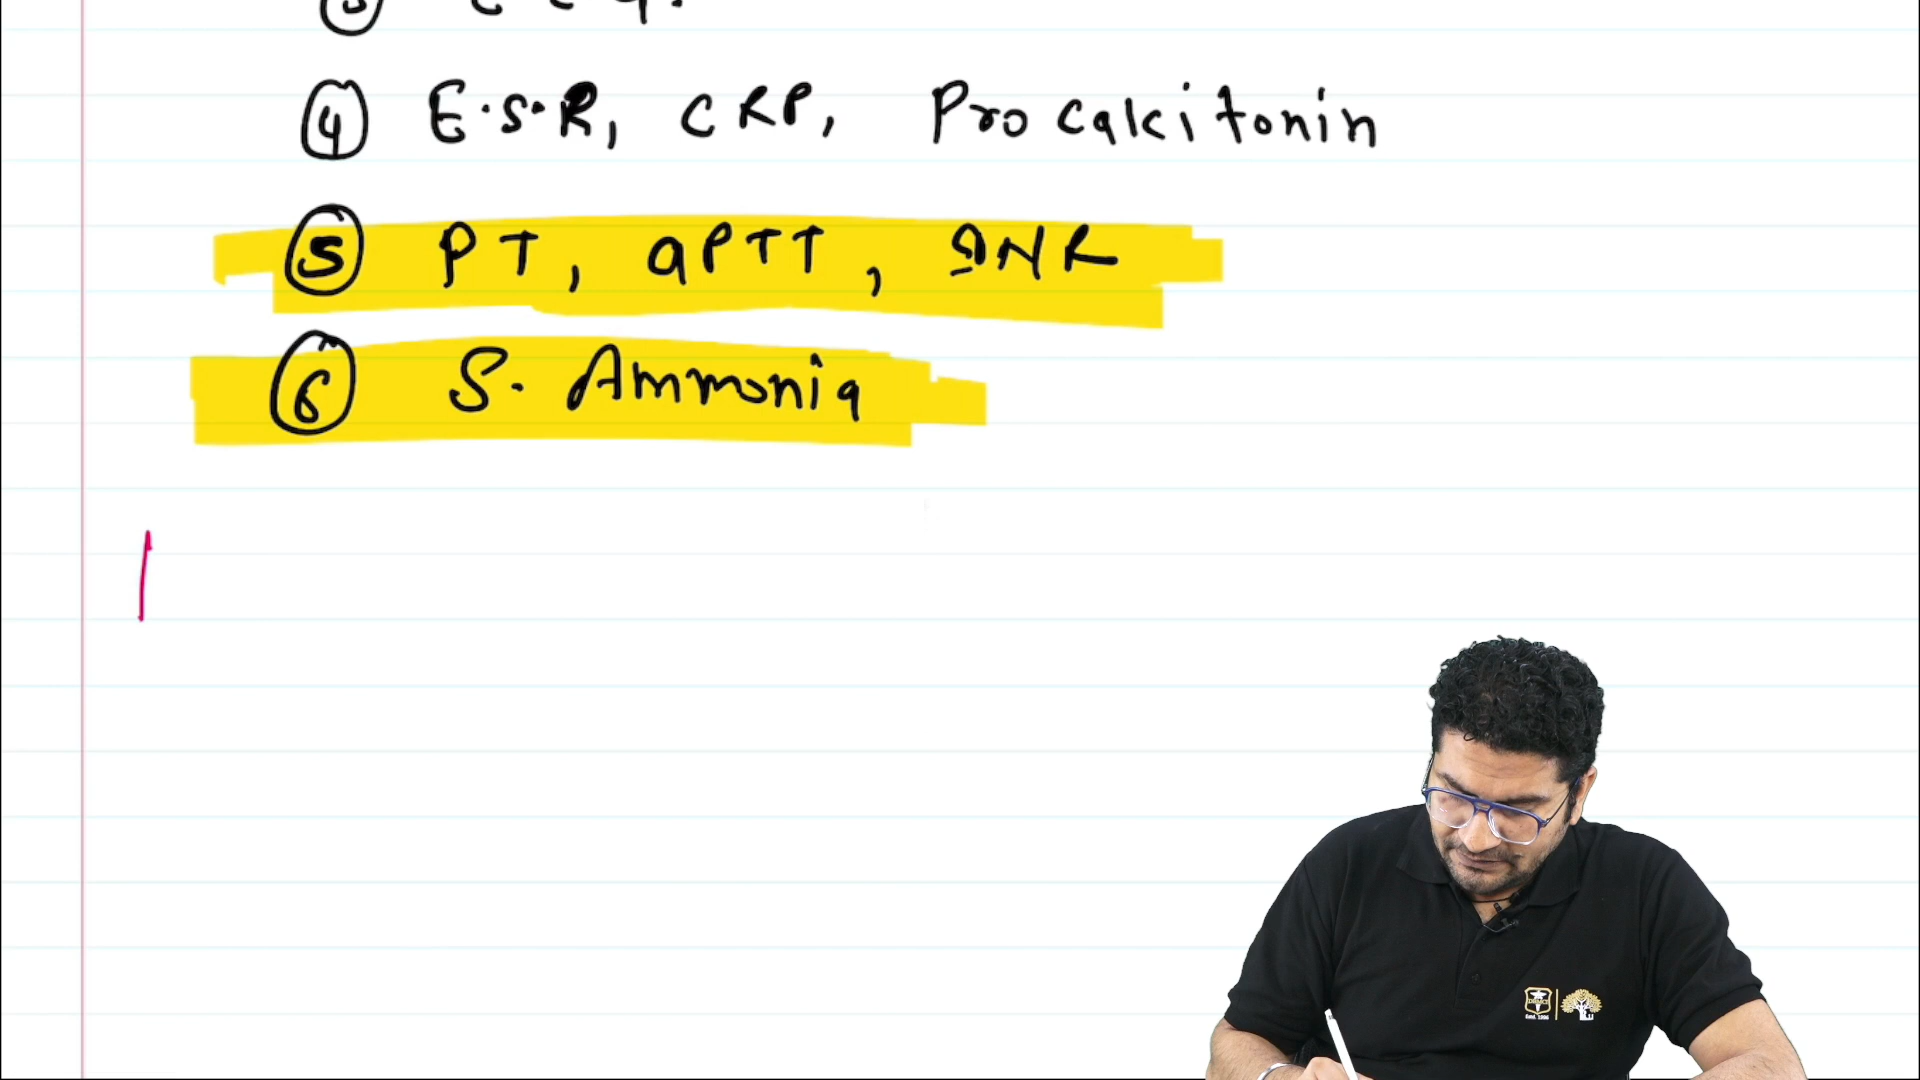 ④ E.S.R, CRP, Procalcitonin
⑤ PT, aPTT, INR
⑥ S. Ammonia